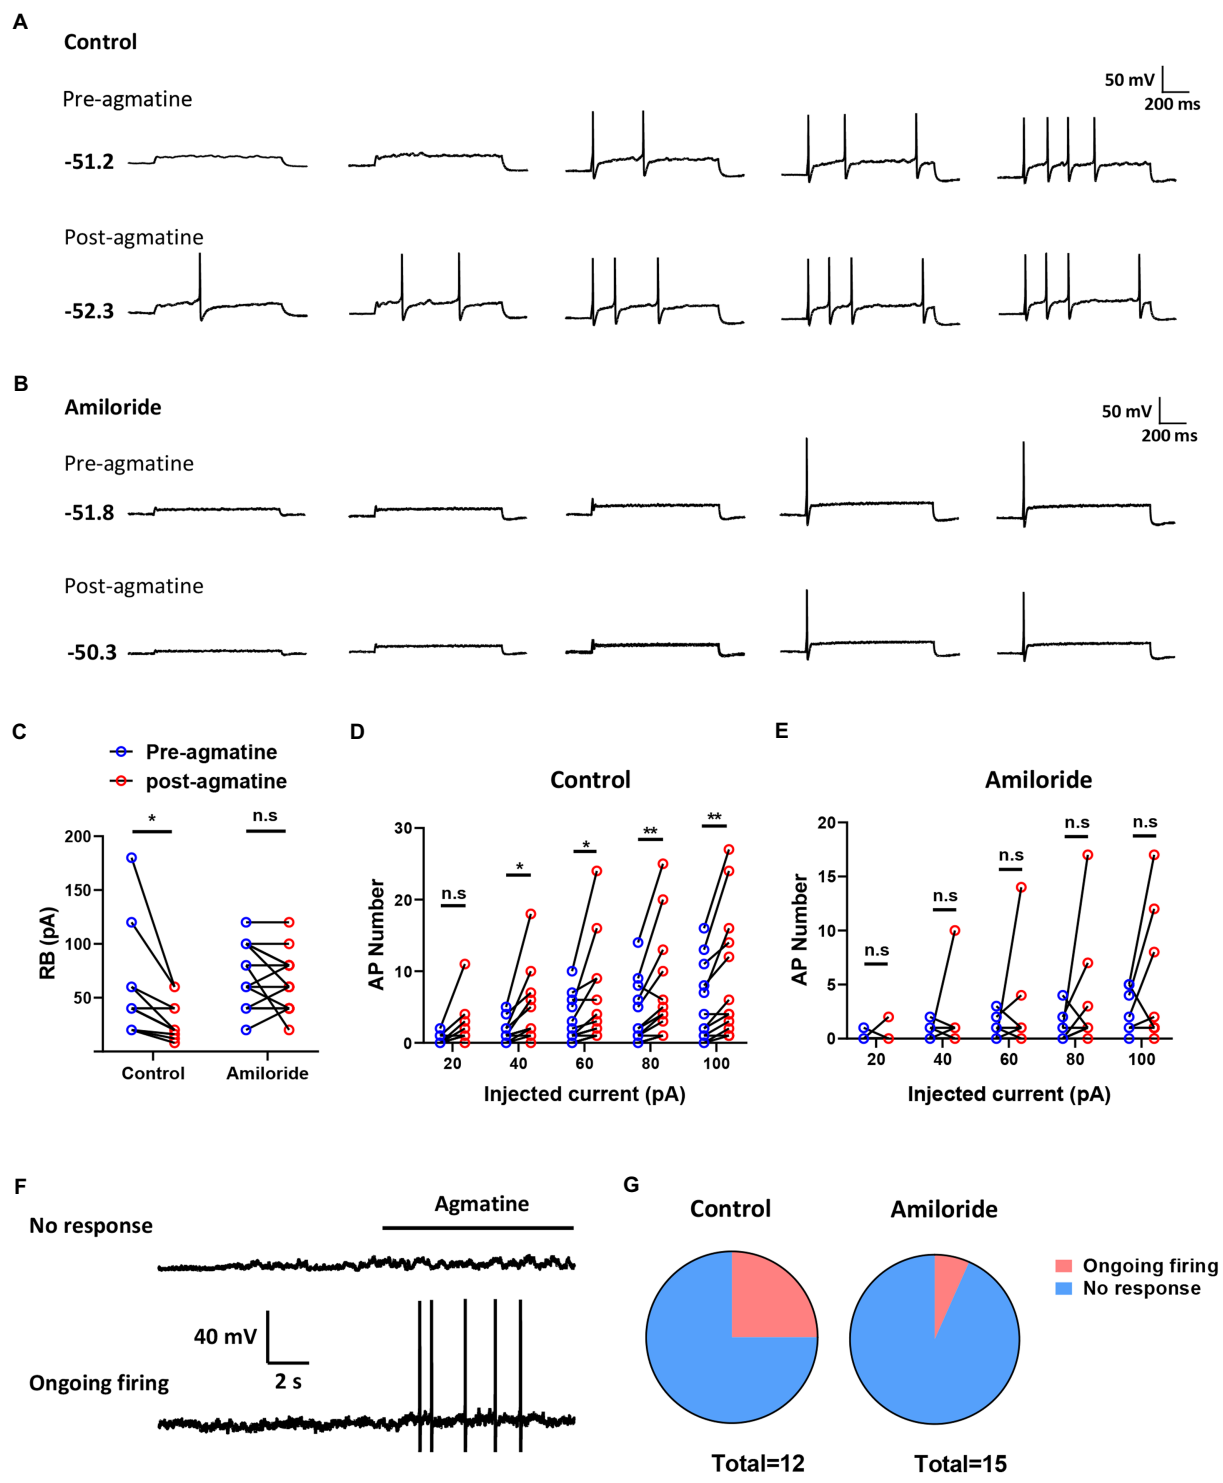 A
Control
50 mV
200 ms
Pre-agmatine
-51.2
Post-agmatine
-52.3
B
Amiloride
50 mV
200 ms
Pre-agmatine
-51.8
Post-agmatine
-50.3
C
Pre-agmatine
post-agmatine
*
n.s
200
150
100
50
RB (pA)
Control
Amiloride
D
Control
n.s
*
*
**
**
30
20
10
0
AP Number
20
40
60
80
100
Injected current (pA)
E
Amiloride
n.s
n.s
n.s
n.s
n.s
20
15
10
5
0
AP Number
20
40
60
80
100
Injected current (pA)
F
Agmatine
No response
40 mV
2 s
Ongoing firing
G
Control
Amiloride
Ongoing firing
No response
Total=12
Total=15